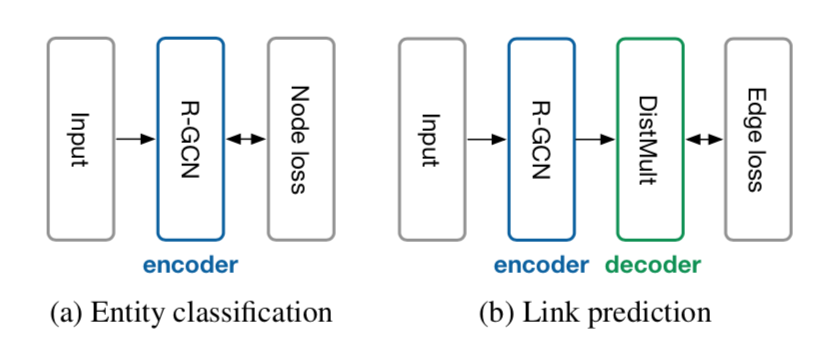 Input
R-GCN
Node loss
encoder
(a) Entity classification
Input
R-GCN
DistMult
Edge loss
encoder decoder
(b) Link prediction